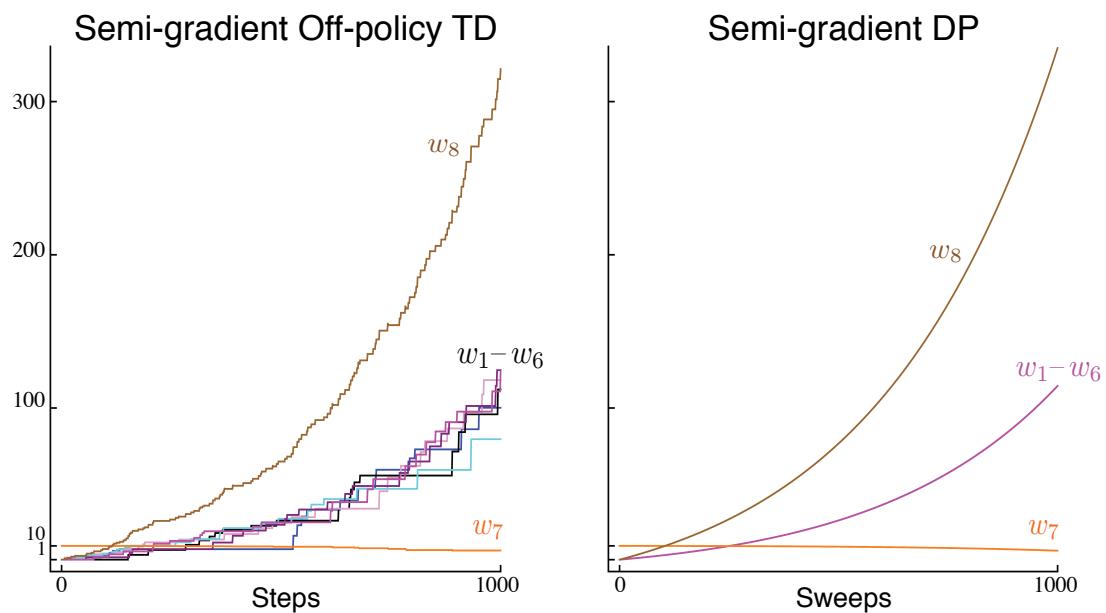 Semi-gradient Off-policy TD
300
w₈
200
w₁–w₆
100
w₇
10
1
0
1000
Steps
Semi-gradient DP
w₈
w₁–w₆
w₇
0
1000
Sweeps